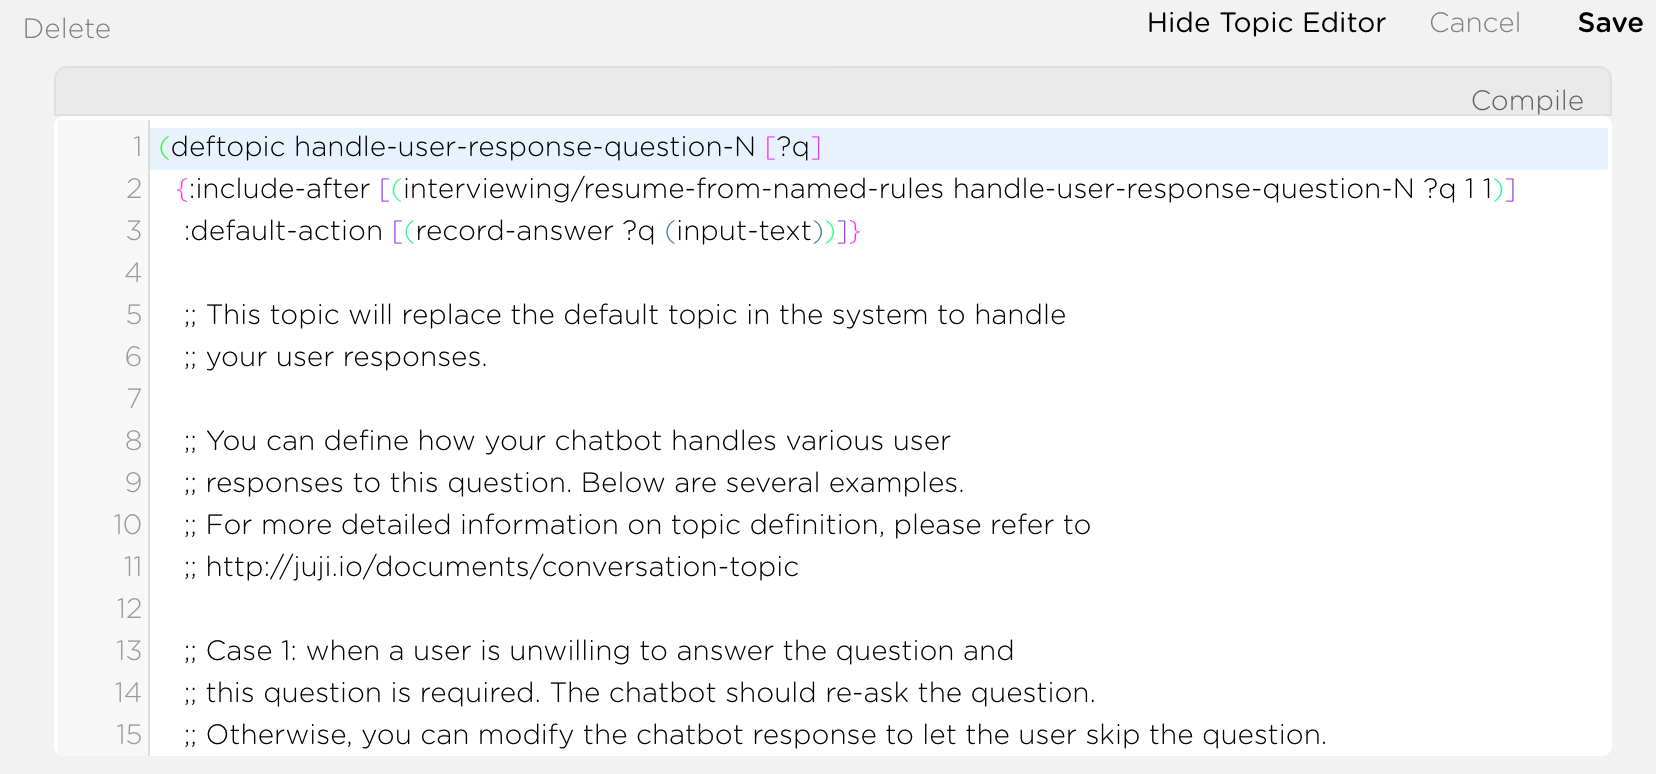 Delete
Hide Topic Editor Cancel Save
Compile
1 (deftopic handle-user-response-question-N [?q]
2 {:include-after [(interviewing/resume-from-named-rules handle-user-response-question-N ?q 1 1)]
3 :default-action [(record-answer ?q (input-text))]}
4
5 ;; This topic will replace the default topic in the system to handle
6 ;; your user responses.
7
8 ;; You can define how your chatbot handles various user
9 ;; responses to this question. Below are several examples.
10 ;; For more detailed information on topic definition, please refer to
11 ;; http://juji.io/documents/conversation-topic
12
13 ;; Case 1: when a user is unwilling to answer the question and
14 ;; this question is required. The chatbot should re-ask the question.
15 ;; Otherwise, you can modify the chatbot response to let the user skip the question.